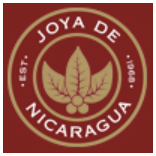 JOYA DE
·EST· ·1968·
NICARAGUA